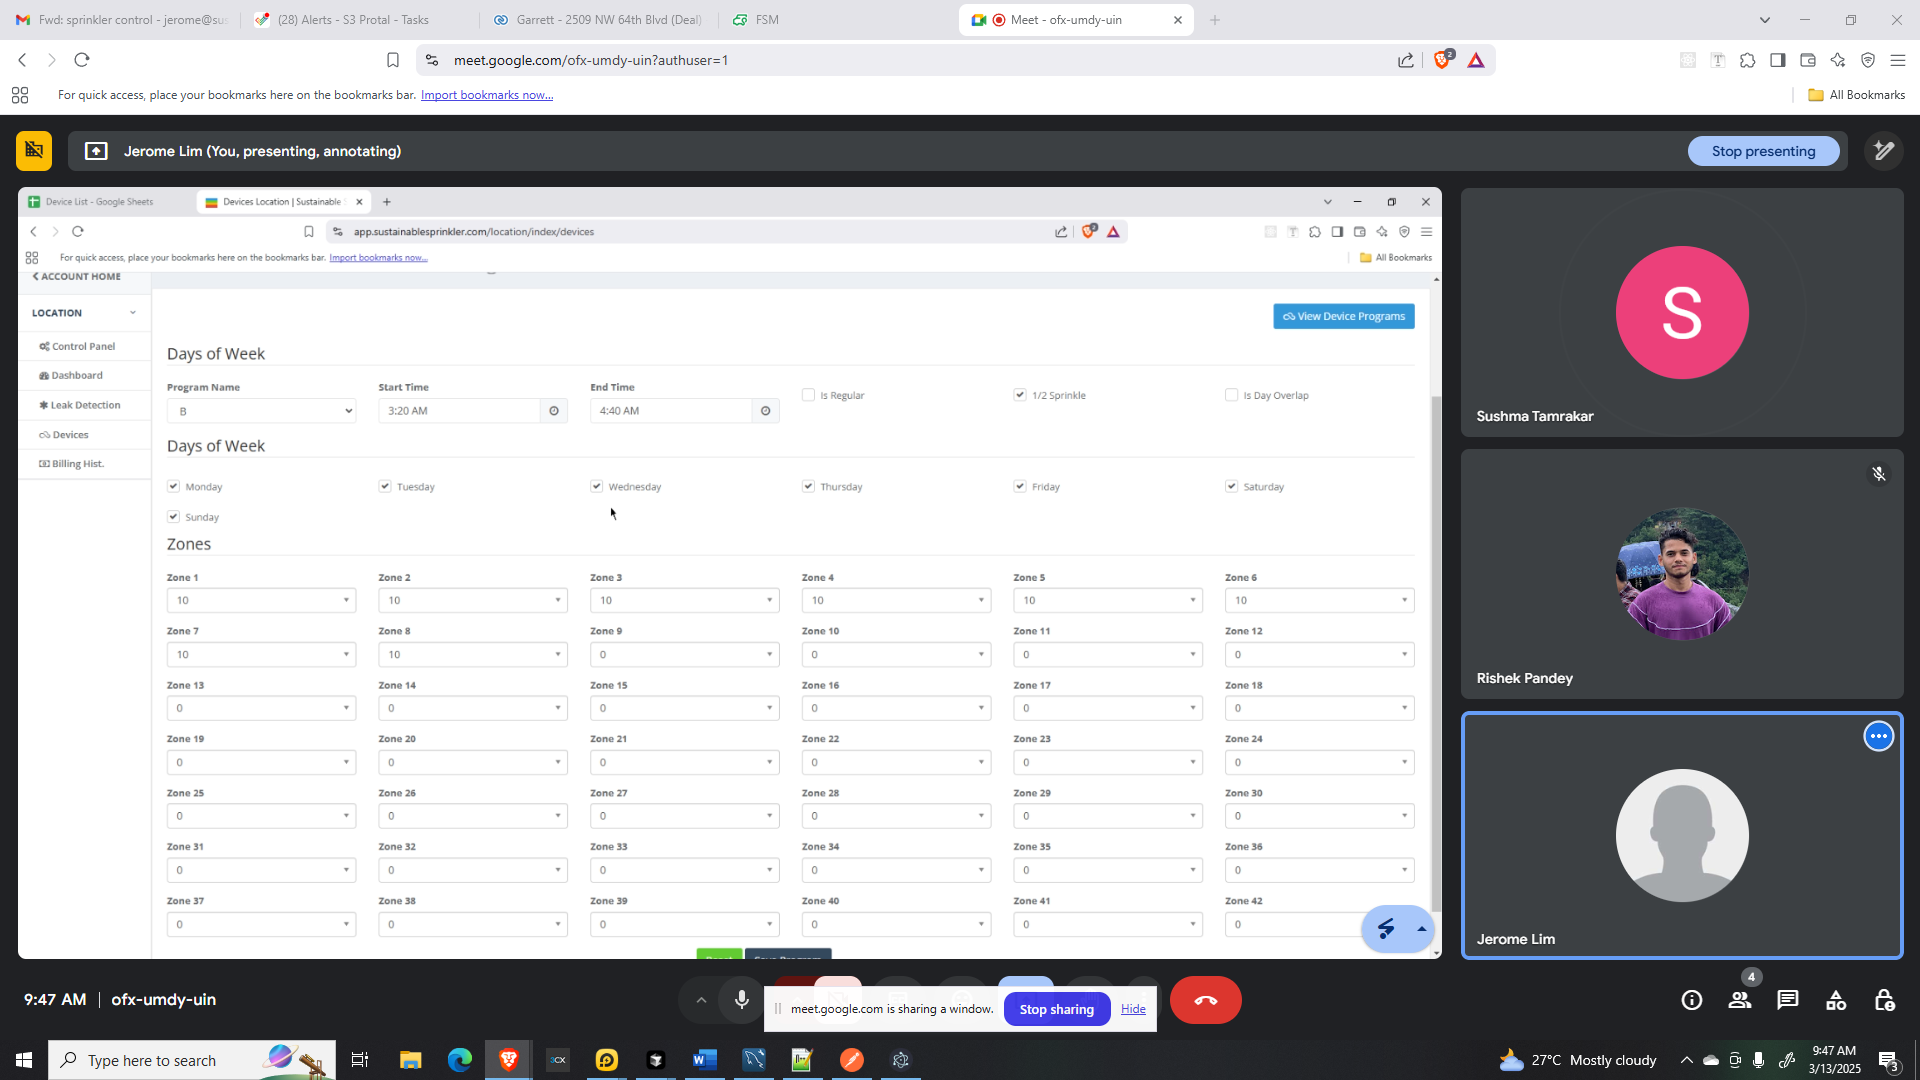 Fwd: sprinkler control - jerome@su
(28) Alerts - S3 Protal - Tasks
Garrett - 2509 NW 64th Blvd (Deal)
FSM
Meet - ofx-umdy-uin
meet.google.com/ofx-umdy-uin?authuser=1
2
For quick access, place your bookmarks here on the bookmarks bar. Import bookmarks now...
All Bookmarks
Jerome Lim (You, presenting, annotating)
Stop presenting
Device List - Google Sheets
Devices Location | Sustainable
app.sustainablesprinkler.com/location/index/devices
For quick access, place your bookmarks here on the bookmarks bar. Import bookmarks now...
All Bookmarks
ACCOUNT HOME
LOCATION
Control Panel
Dashboard
Leak Detection
Devices
Billing Hist.
View Device Programs
Days of Week
Program Name Start Time End Time
B 3:20 AM 4:40 AM Is Regular 1/2 Sprinkle Is Day Overlap
Days of Week
Monday Tuesday Wednesday Thursday Friday Saturday
Sunday
Zones
Zone 1 Zone 2 Zone 3 Zone 4 Zone 5 Zone 6
10 10 10 10 10 10
Zone 7 Zone 8 Zone 9 Zone 10 Zone 11 Zone 12
10 10 0 0 0 0
Zone 13 Zone 14 Zone 15 Zone 16 Zone 17 Zone 18
0 0 0 0 0 0
Zone 19 Zone 20 Zone 21 Zone 22 Zone 23 Zone 24
0 0 0 0 0 0
Zone 25 Zone 26 Zone 27 Zone 28 Zone 29 Zone 30
0 0 0 0 0 0
Zone 31 Zone 32 Zone 33 Zone 34 Zone 35 Zone 36
0 0 0 0 0 0
Zone 37 Zone 38 Zone 39 Zone 40 Zone 41 Zone 42
0 0 0 0 0 0
S
Sushma Tamrakar
Rishek Pandey
Jerome Lim
9:47 AM | ofx-umdy-uin
meet.google.com is sharing a window.
Stop sharing
Hide
4
Type here to search
27°C Mostly cloudy
9:47 AM
3/13/2025
3